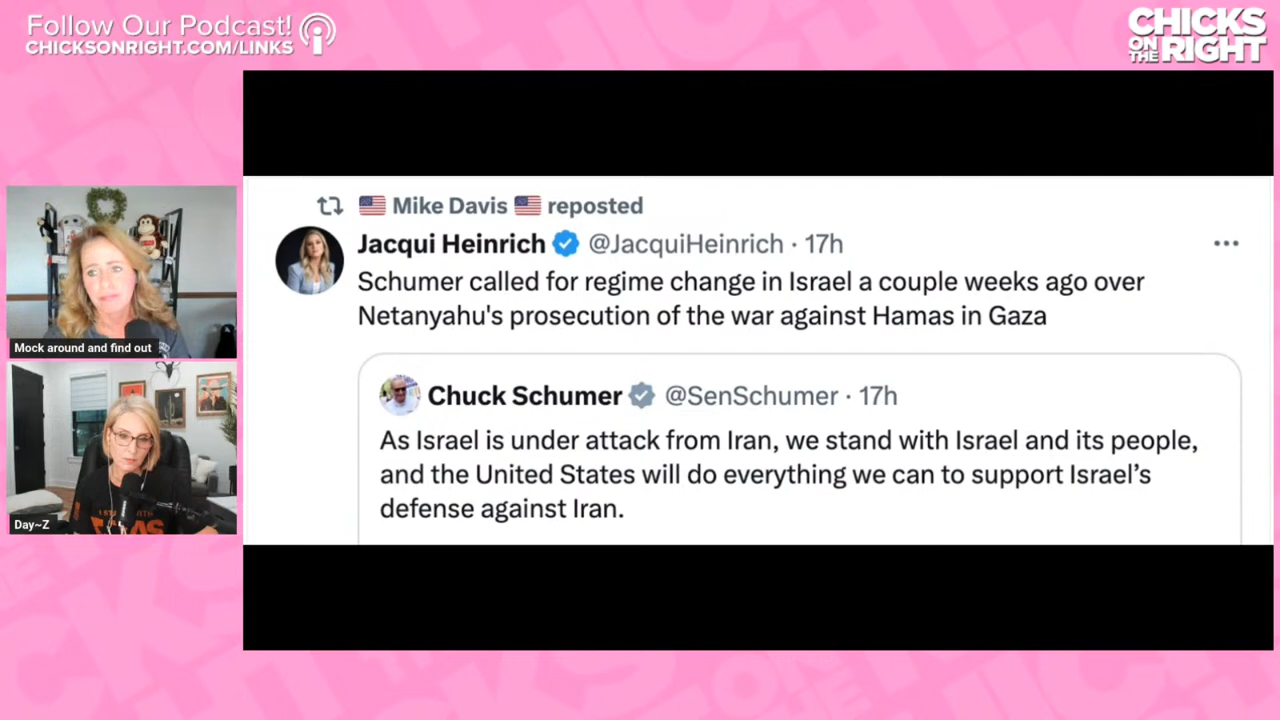 Follow Our Podcast!
CHICKSONRIGHT.COM/LINKS
CHICKS
ON THE RIGHT
Mike Davis reposted
Jacqui Heinrich @JacquiHeinrich · 17h
Schumer called for regime change in Israel a couple weeks ago over
Netanyahu's prosecution of the war against Hamas in Gaza
Chuck Schumer @SenSchumer · 17h
As Israel is under attack from Iran, we stand with Israel and its people,
and the United States will do everything we can to support Israel’s
defense against Iran.
Mock around and find out
Day~Z